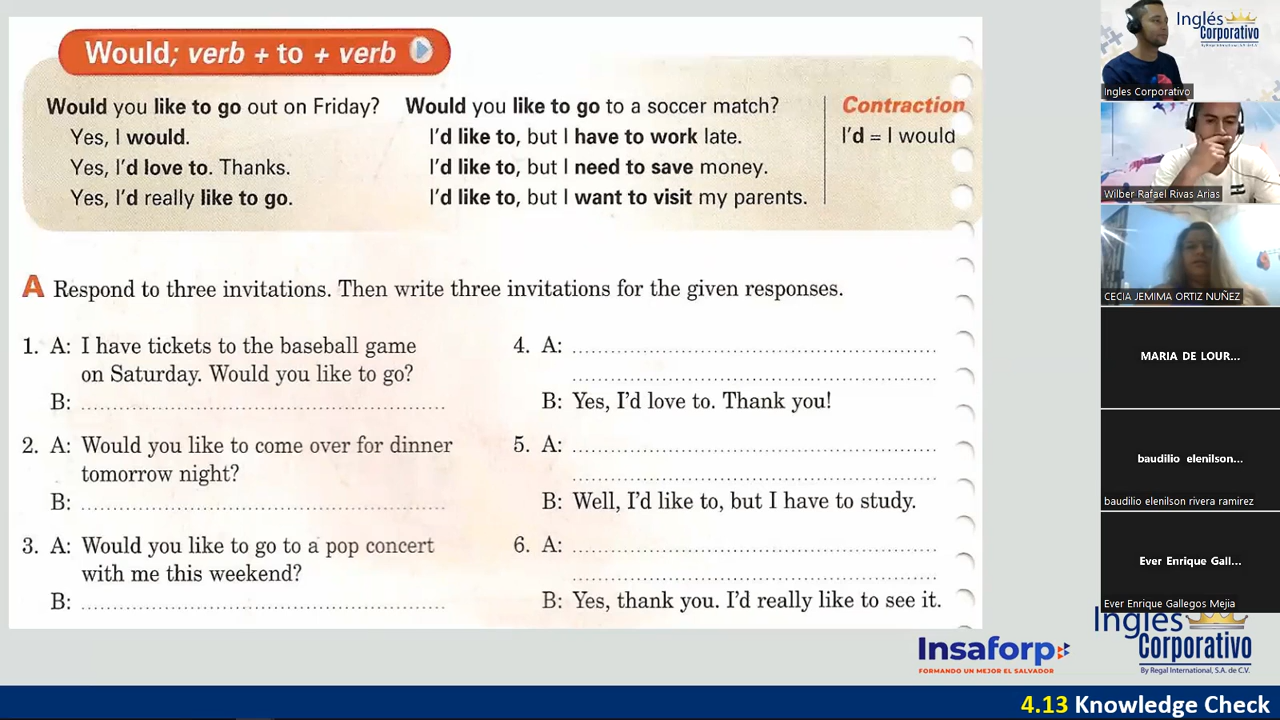 Would; verb + to + verb
Would you like to go out on Friday?
Yes, I would.
Yes, I'd love to. Thanks.
Yes, I'd really like to go.
Would you like to go to a soccer match?
I'd like to, but I have to work late.
I'd like to, but I need to save money.
I'd like to, but I want to visit my parents.
Contraction
I'd = I would
A Respond to three invitations. Then write three invitations for the given responses.
1. A: I have tickets to the baseball game
on Saturday. Would you like to go?
B:
2. A: Would you like to come over for dinner
tomorrow night?
B:
3. A: Would you like to go to a pop concert
with me this weekend?
B:
4. A:
B: Yes, I'd love to. Thank you!
5. A:
B: Well, I'd like to, but I have to study.
6. A:
B: Yes, thank you. I'd really like to see it.
Inglés
Corporativo
By Regal International, S.A. de C.V.
Ingles Corporativo
Wilber Rafael Rivas Arias
CECIA JEMIMA ORTIZ NUÑEZ
MARIA DE LOUR...
baudilio elenilson...
baudilio elenilson rivera ramirez
Ever Enrique Gall...
Ever Enrique Gallegos Mejia
Insaforp
FORMANDO UN MEJOR EL SALVADOR
Inglés
Corporativo
By Regal International, S.A. de C.V.
4.13 Knowledge Check